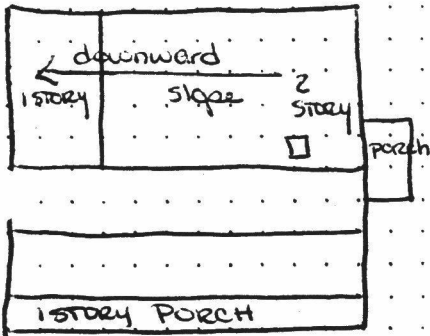 downward
slope
1 STORY
2
STORY
porch
1 STORY PORCH